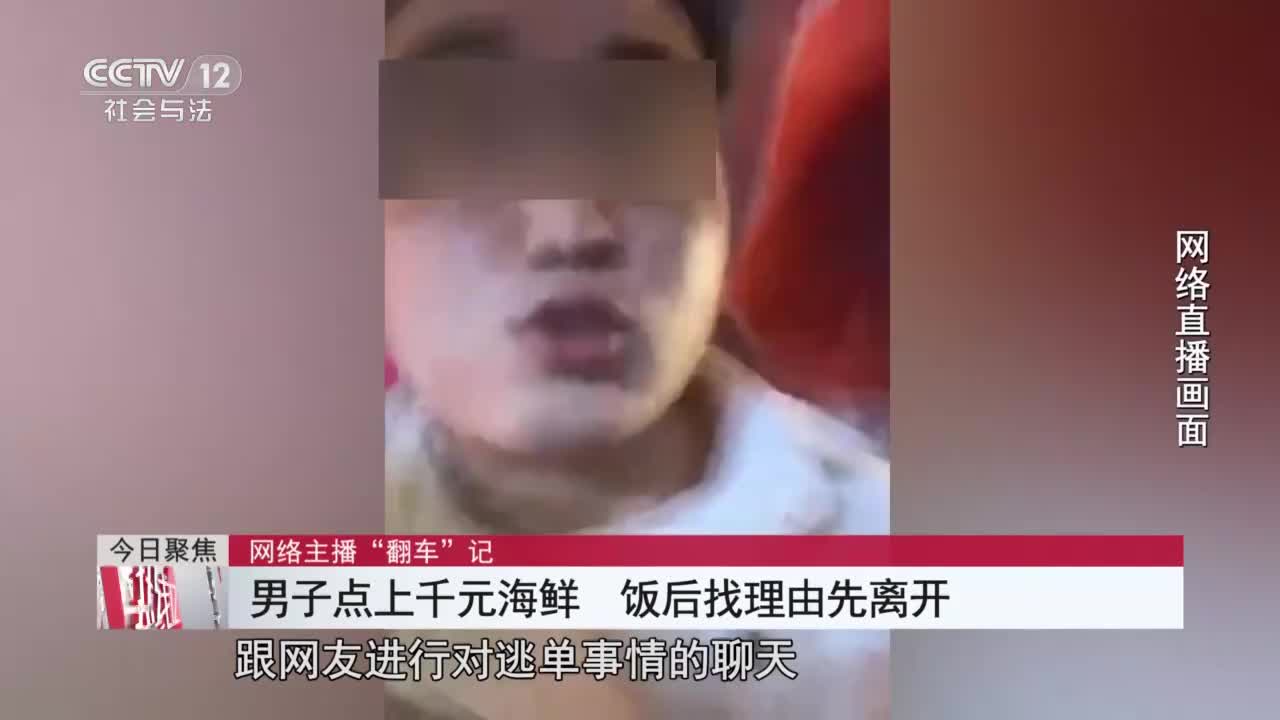 CCTV 12
社会与法
网络直播画面
今日聚焦
网络主播“翻车”记
男子点上千元海鲜 饭后找理由先离开
跟网友进行对逃单事情的聊天